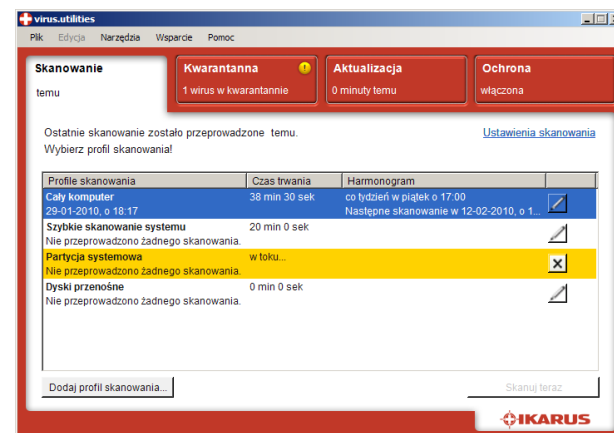 virus.utilities
Plik Edycja Narzędzia Wsparcie Pomoc
Skanowanie
temu
Kwarantanna
1 wirus w kwarantannie
Aktualizacja
0 minuty temu
Ochrona
włączona
Ostatnie skanowanie zostało przeprowadzone temu.
Ustawienia skanowania
Wybierz profil skanowania!
Profile skanowania Czas trwania Harmonogram
Cały komputer 38 min 30 sek co tydzień w piątek o 17:00
29-01-2010, o 18:17 Następne skanowanie w 12-02-2010, o 1...
Szybkie skanowanie systemu 20 min 0 sek
Nie przeprowadzono żadnego skanowania.
Partycja systemowa w toku...
Nie przeprowadzono żadnego skanowania.
Dyski przenośne 0 min 0 sek
Nie przeprowadzono żadnego skanowania.
Dodaj profil skanowania... Skanuj teraz
IKARUS